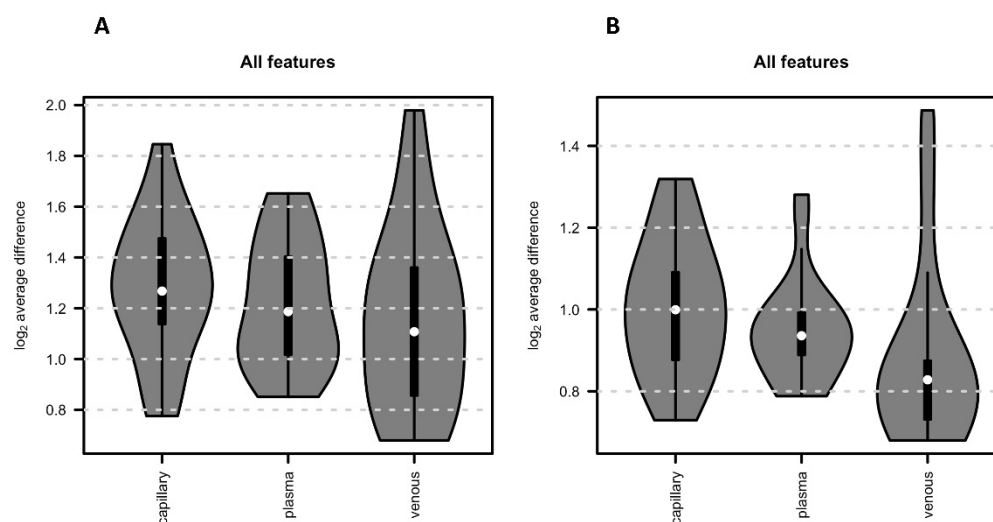 A
All features
log2 average difference
2.0
1.8
1.6
1.4
1.2
1.0
0.8
capillary
plasma
venous
B
All features
log2 average difference
1.4
1.2
1.0
0.8
capillary
plasma
venous